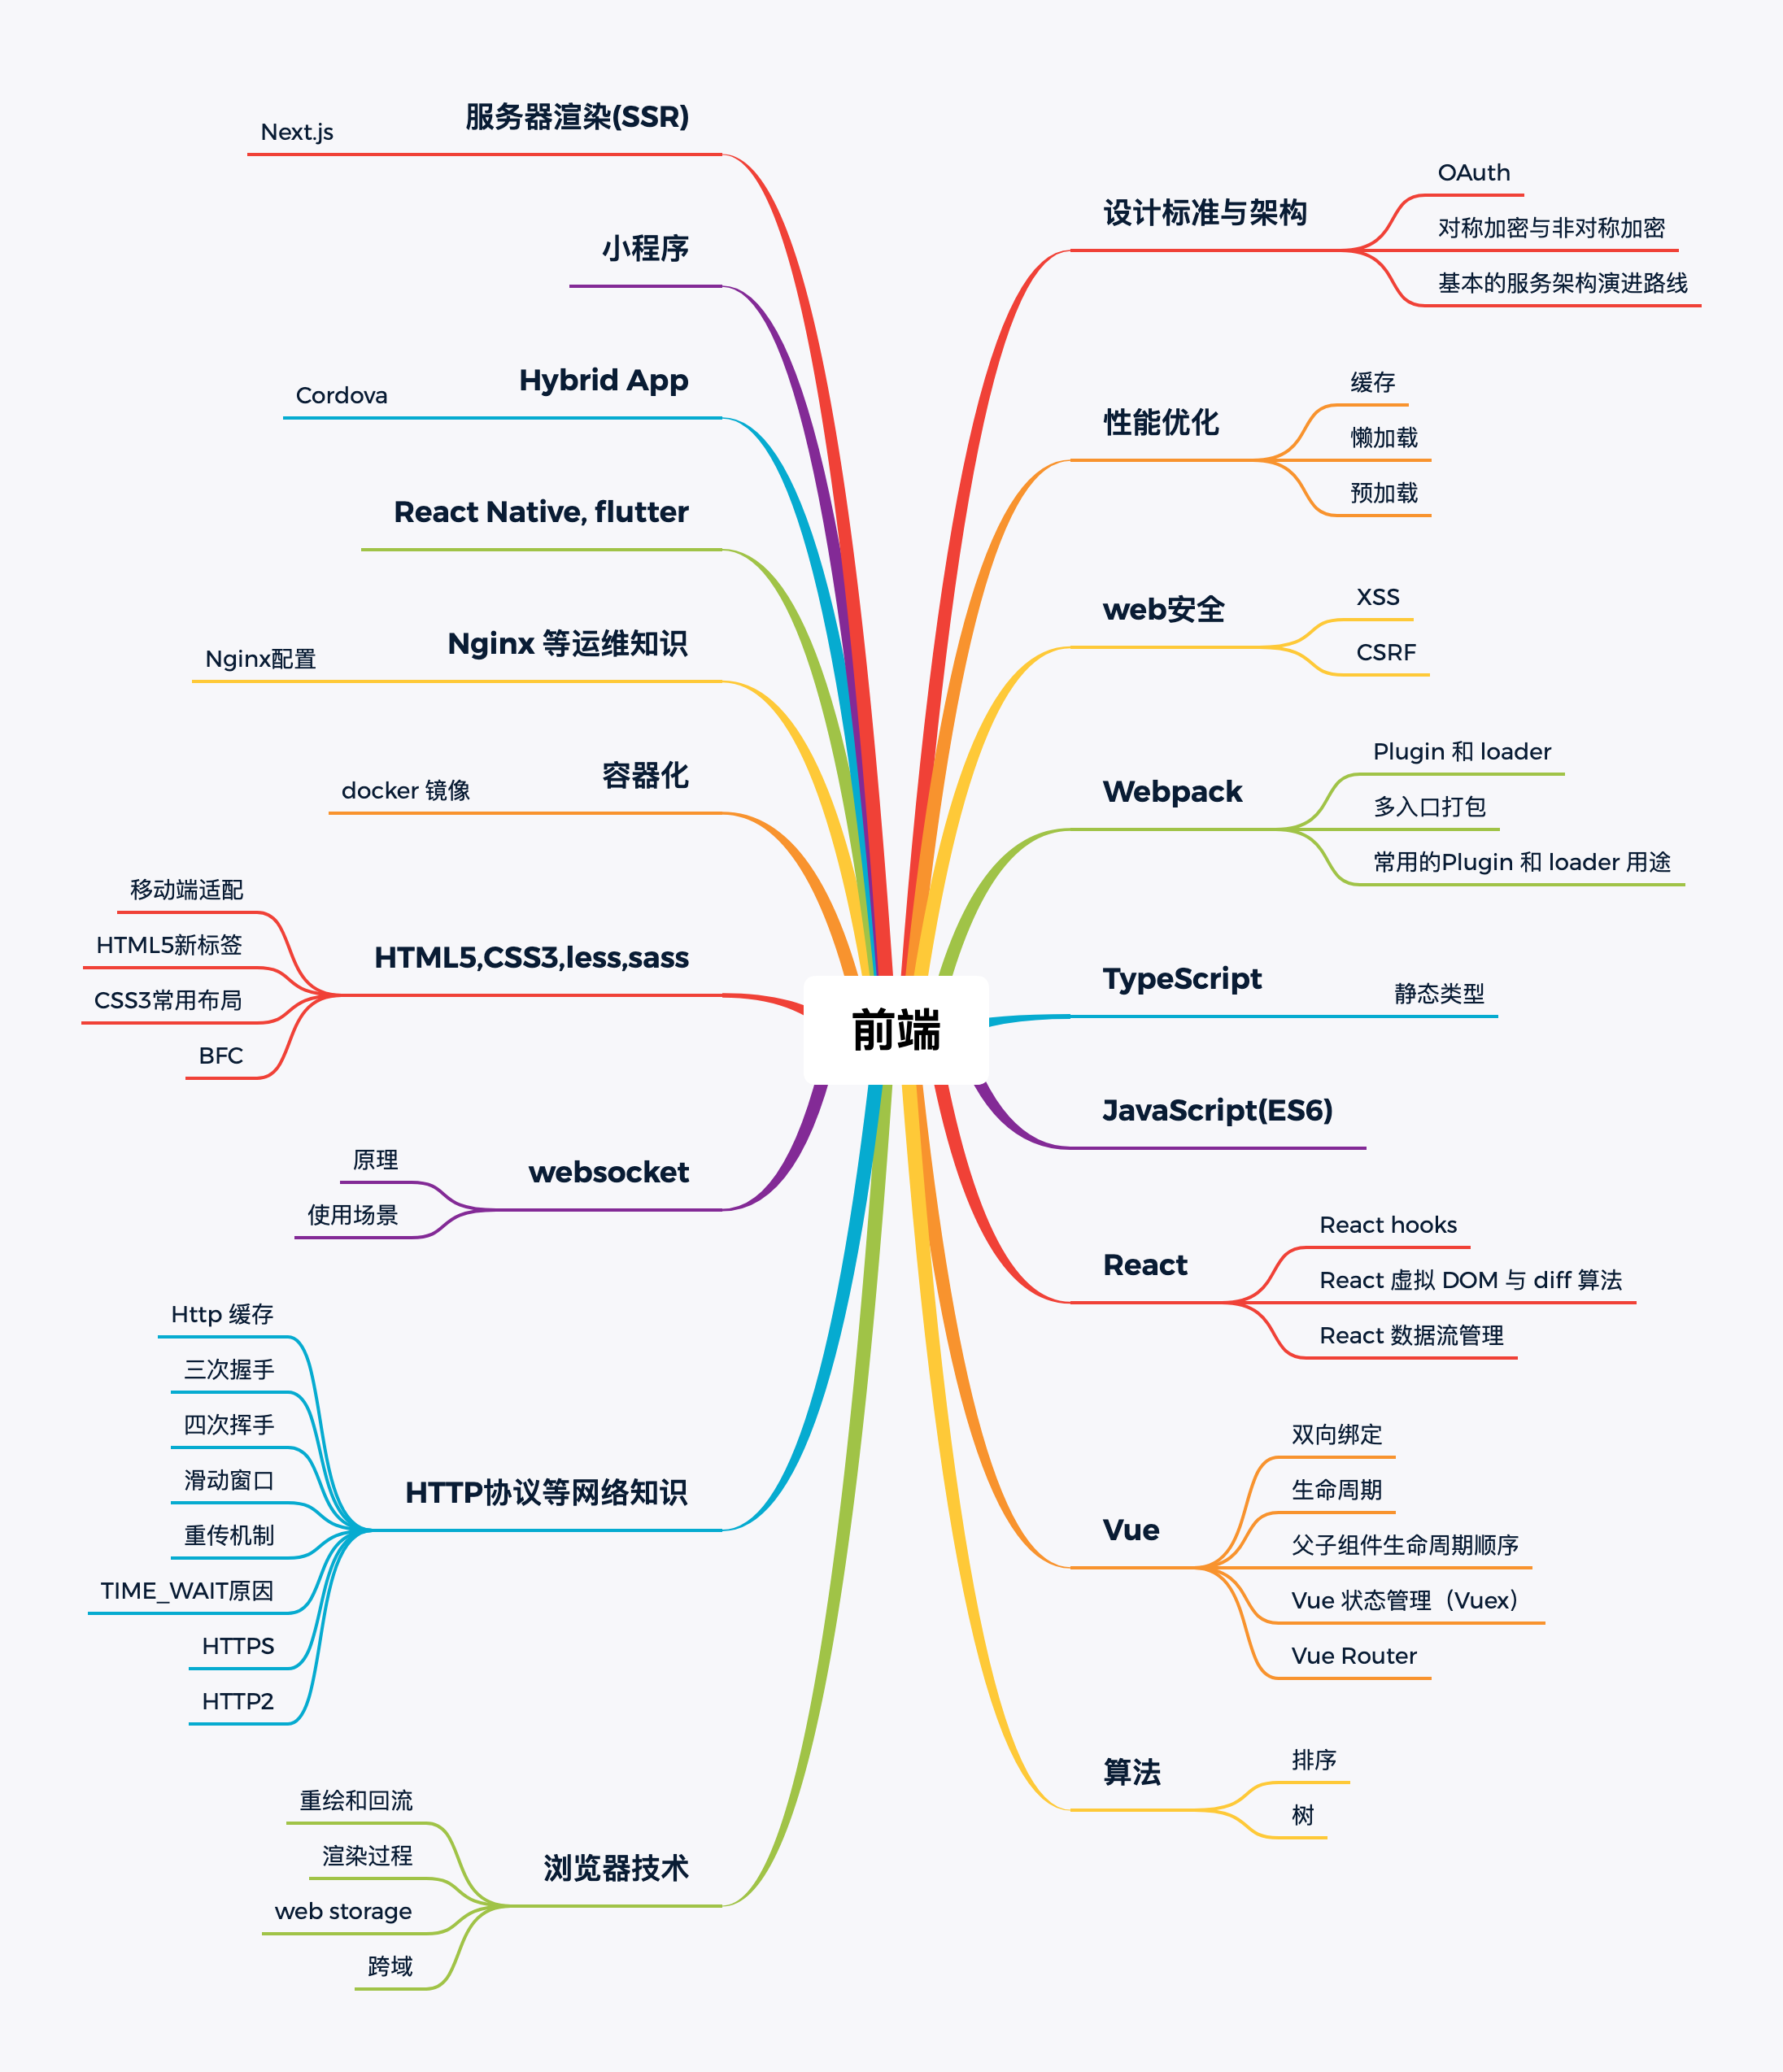 前端
设计标准与架构
OAuth
对称加密与非对称加密
基本的服务架构演进路线
性能优化
缓存
懒加载
预加载
web安全
XSS
CSRF
Webpack
Plugin 和 loader
多入口打包
常用的Plugin 和 loader 用途
TypeScript
静态类型
JavaScript(ES6)
React
React hooks
React 虚拟 DOM 与 diff 算法
React 数据流管理
Vue
双向绑定
生命周期
父子组件生命周期顺序
Vue 状态管理（Vuex）
Vue Router
算法
排序
树
服务器渲染(SSR)
Next.js
小程序
Hybrid App
Cordova
React Native, flutter
Nginx 等运维知识
Nginx配置
容器化
docker 镜像
HTML5,CSS3,less,sass
移动端适配
HTML5新标签
CSS3常用布局
BFC
websocket
原理
使用场景
HTTP协议等网络知识
Http 缓存
三次握手
四次挥手
滑动窗口
重传机制
TIME_WAIT原因
HTTPS
HTTP2
浏览器技术
重绘和回流
渲染过程
web storage
跨域